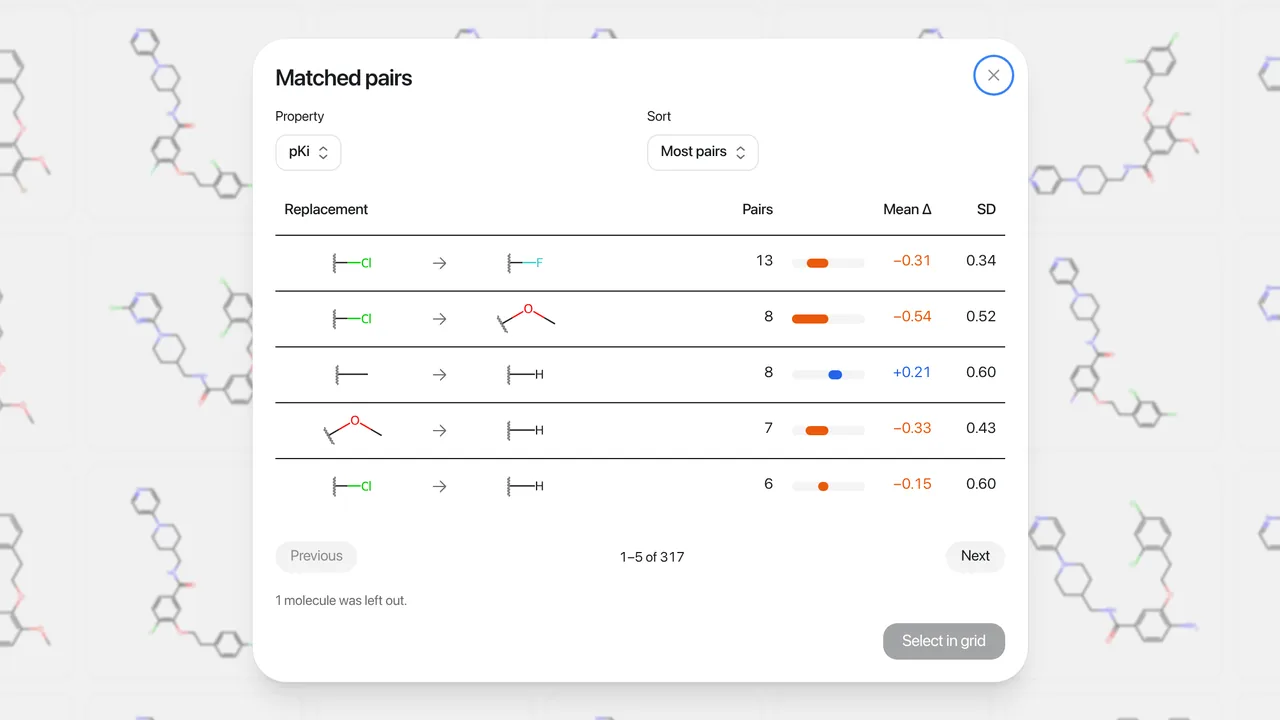 Matched pairs
Property
Sort
pKi
Most pairs
Replacement Pairs Mean Δ SD
Cl → F 13 −0.31 0.34
Cl → O 8 −0.54 0.52
→ H 8 +0.21 0.60
O → H 7 −0.33 0.43
Cl → H 6 −0.15 0.60
Previous 1–5 of 317 Next
1 molecule was left out.
Select in grid